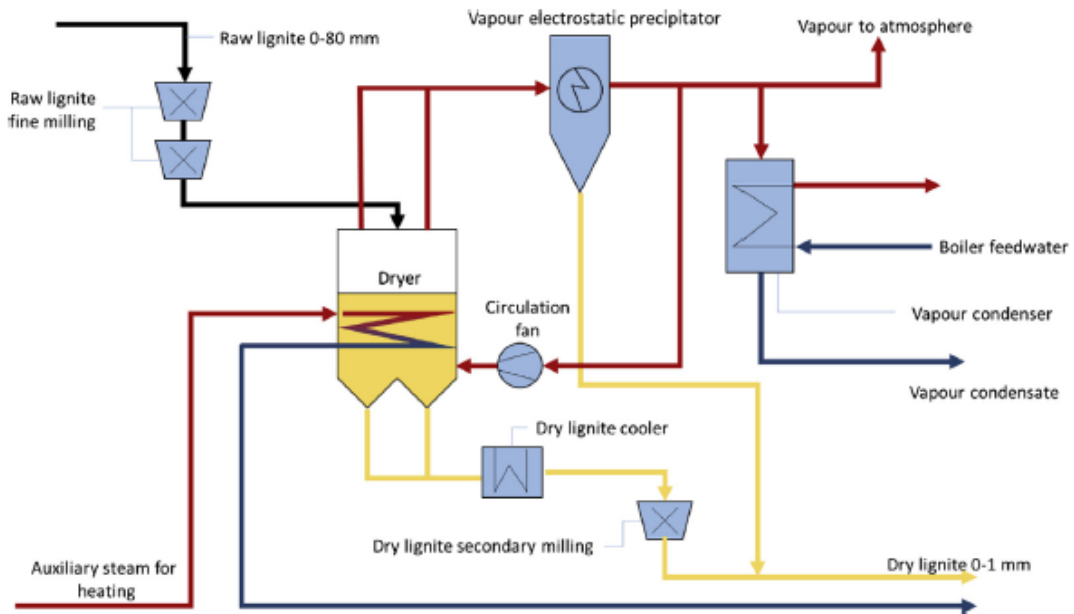 Vapour electrostatic precipitator
Vapour to atmosphere
Raw lignite 0-80 mm
Raw lignite
fine milling
Dryer
Circulation
fan
Boiler feedwater
Vapour condenser
Vapour condensate
Dry lignite cooler
Dry lignite secondary milling
Auxiliary steam for
heating
Dry lignite 0-1 mm